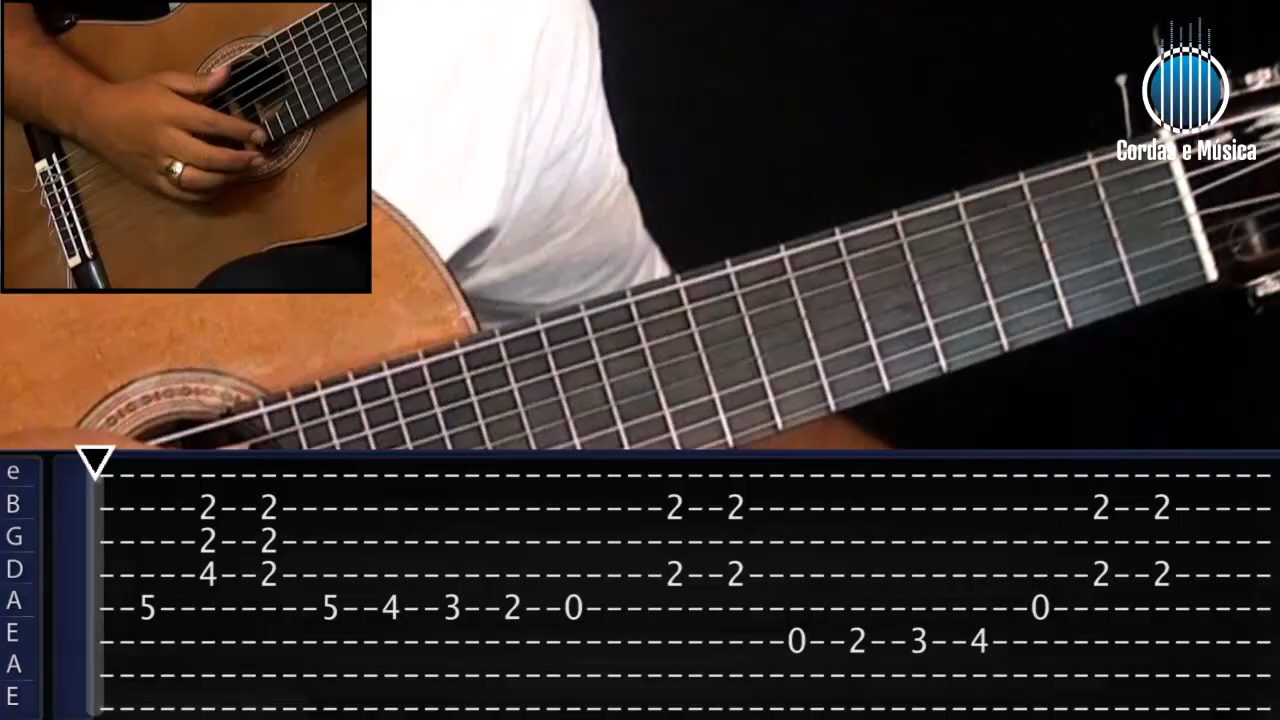 Cordas e Música
e ------------------------------------------------------------
B -----2--2-------------------2--2-----------------2--2-----
G -----2--2--------------------------------------------------
D -----4--2-------------------2--2-----------------2--2-----
A --5--------5--4--3--2--0----------------------0-----------
E ----------------------------------0--2--3--4--------------
A ------------------------------------------------------------
E ------------------------------------------------------------